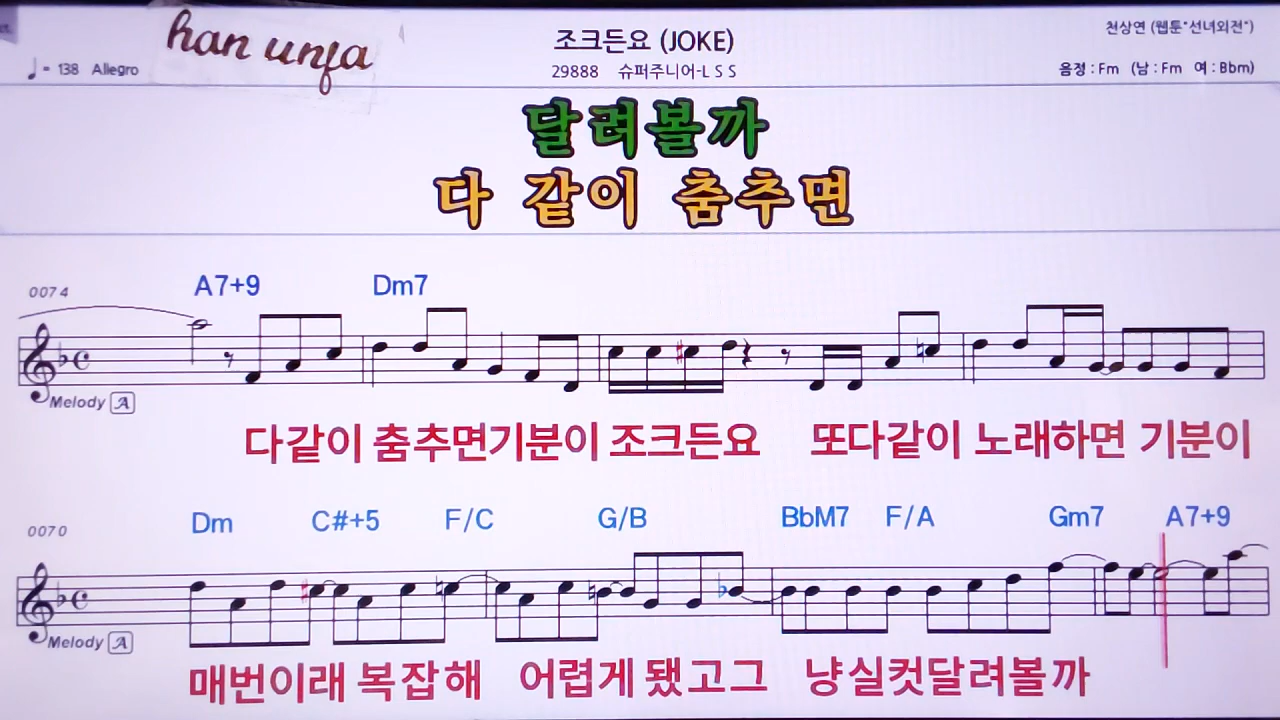 han unfa
조크든요 (JOKE)
천상연 (웹툰"선녀외전")
♩= 138 Allegro
29888 슈퍼주니어-L S S
음정 : Fm (남 : Fm 여 : Bbm)
달려볼까
다 같이 춤추면
0074 A7+9 Dm7
Melody A
다같이 춤추면기분이 조크든요 또다같이 노래하면 기분이
0070 Dm C#+5 F/C G/B BbM7 F/A Gm7 A7+9
Melody A
매번이래 복잡해 어렵게 됐고그 냥실컷달려볼까